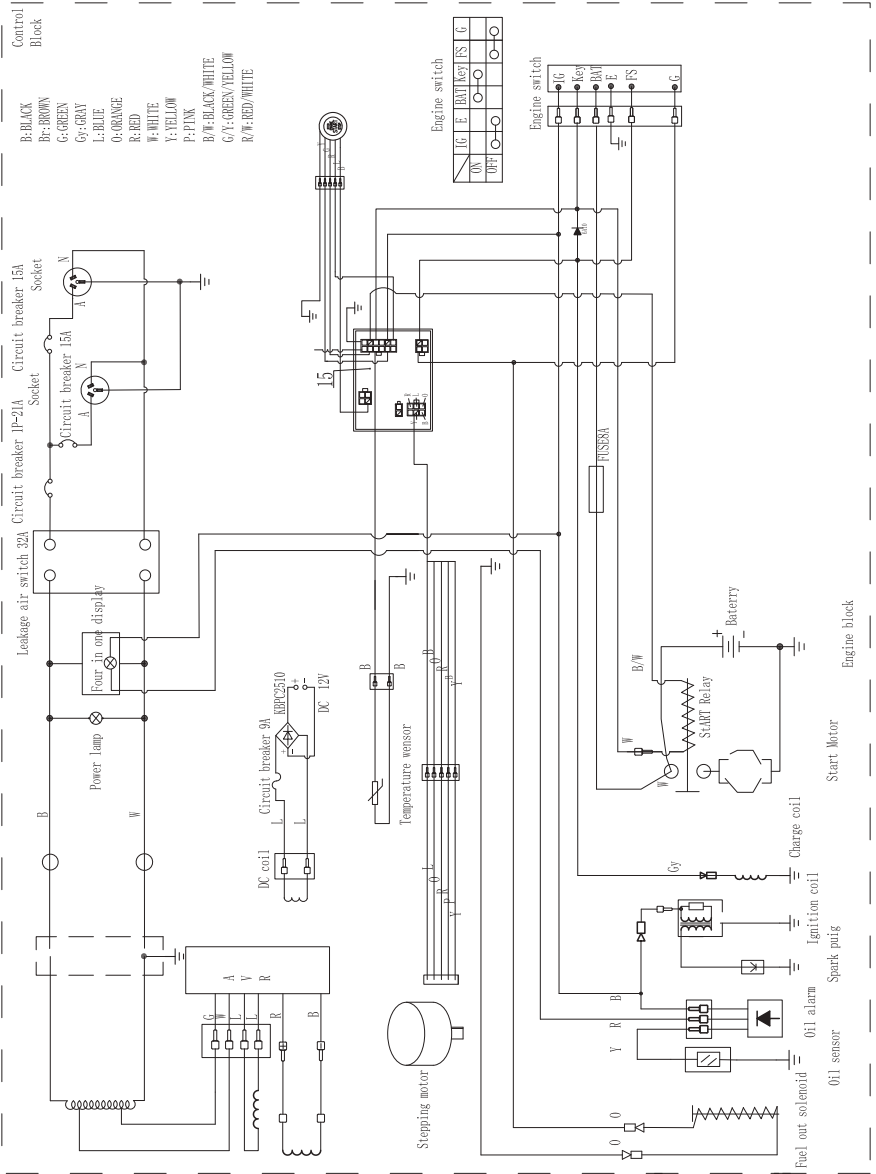 Control
Block
B:BLACK
Br:BROWN
G:GREEN
Gy:GRAY
L:BLUE
O:ORANGE
R:RED
W:WHITE
Y:YELLOW
P:PINK
B/W:BLACK/WHITE
G/Y:GREEN/YELLOW
R/W:RED/WHITE
Engine switch
IG E BAT Key FS G
ON
OFF
Engine switch
IG
Key
BAT
E
FS
G
Circuit breaker 15A
Socket
N
A
Circuit breaker 15A
Socket
N
A
Circuit breaker 1P-21A
Leakage air switch 32A
Four in one display
Power lamp
B
W
15
FUSE8A
Circuit breaker 9A
KBPC2510
+
-
+
-
DC 12V
L
L
DC coil
B
B
Temperature wensor
B
O
R
Y
L
O
R
P
Y
Stepping motor
A
V
R
G
W
L
L
R
B
B/W
+
-
Baterry
StART Relay
W
W
Engine block
Start Motor
Gy
Charge coil
Ignition coil
Spark puig
Oil alarm
Oil sensor
B
R
Y
Fuel out solenoid
O
O